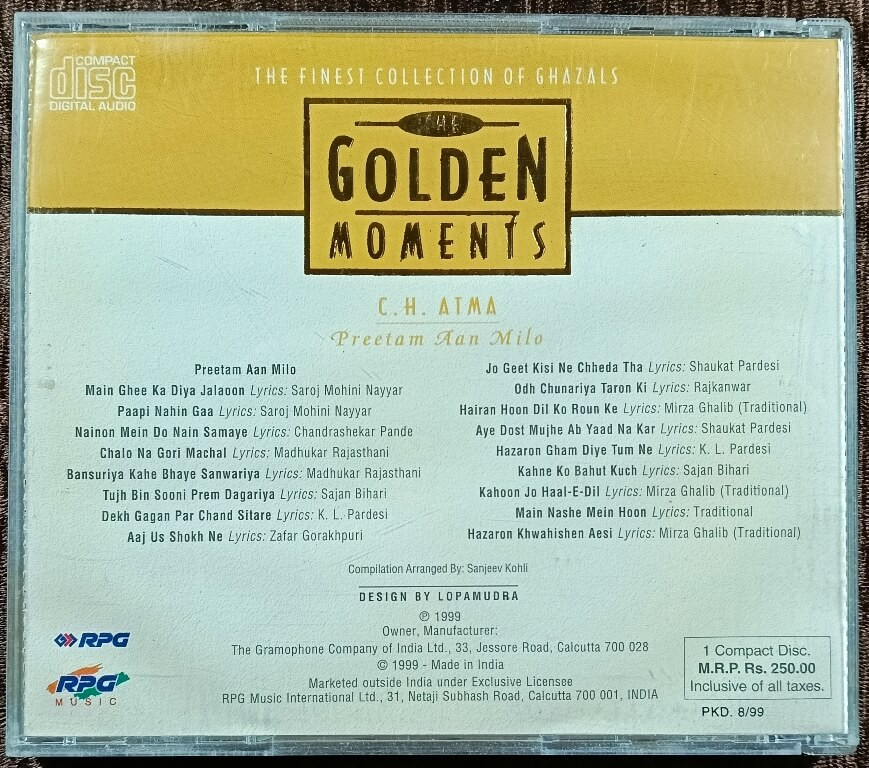 COMPACT
disc
DIGITAL AUDIO
THE FINEST COLLECTION OF GHAZALS
THE
GOLDEN
MOMENTS
C.H. ATMA
Preetam Aan Milo
Preetam Aan Milo
Main Ghee Ka Diya Jalaoon Lyrics: Saroj Mohini Nayyar
Paapi Nahin Gaa Lyrics: Saroj Mohini Nayyar
Nainon Mein Do Nain Samaye Lyrics: Chandrashekar Pande
Chalo Na Gori Machal Lyrics: Madhukar Rajasthani
Bansuriya Kahe Bhaye Sanwariya Lyrics: Madhukar Rajasthani
Tujh Bin Sooni Prem Dagariya Lyrics: Sajan Bihari
Dekh Gagan Par Chand Sitare Lyrics: K. L. Pardesi
Aaj Us Shokh Ne Lyrics: Zafar Gorakhpuri
Jo Geet Kisi Ne Chheda Tha Lyrics: Shaukat Pardesi
Odh Chunariya Taron Ki Lyrics: Rajkanwar
Hairan Hoon Dil Ko Roun Ke Lyrics: Mirza Ghalib (Traditional)
Aye Dost Mujhe Ab Yaad Na Kar Lyrics: Shaukat Pardesi
Hazaron Gham Diye Tum Ne Lyrics: K. L. Pardesi
Kahne Ko Bahut Kuch Lyrics: Sajan Bihari
Kahoon Jo Haal-E-Dil Lyrics: Mirza Ghalib (Traditional)
Main Nashe Mein Hoon Lyrics: Traditional
Hazaron Khwahishen Aesi Lyrics: Mirza Ghalib (Traditional)
Compilation Arranged By: Sanjeev Kohli
DESIGN BY LOPAMUDRA
℗ 1999
Owner, Manufacturer:
The Gramophone Company of India Ltd., 33, Jessore Road, Calcutta 700 028
© 1999 - Made in India
Marketed outside India under Exclusive Licensee
RPG Music International Ltd., 31, Netaji Subhash Road, Calcutta 700 001, INDIA
RPG
RPG
MUSIC
1 Compact Disc.
M.R.P. Rs. 250.00
Inclusive of all taxes.
PKD. 8/99